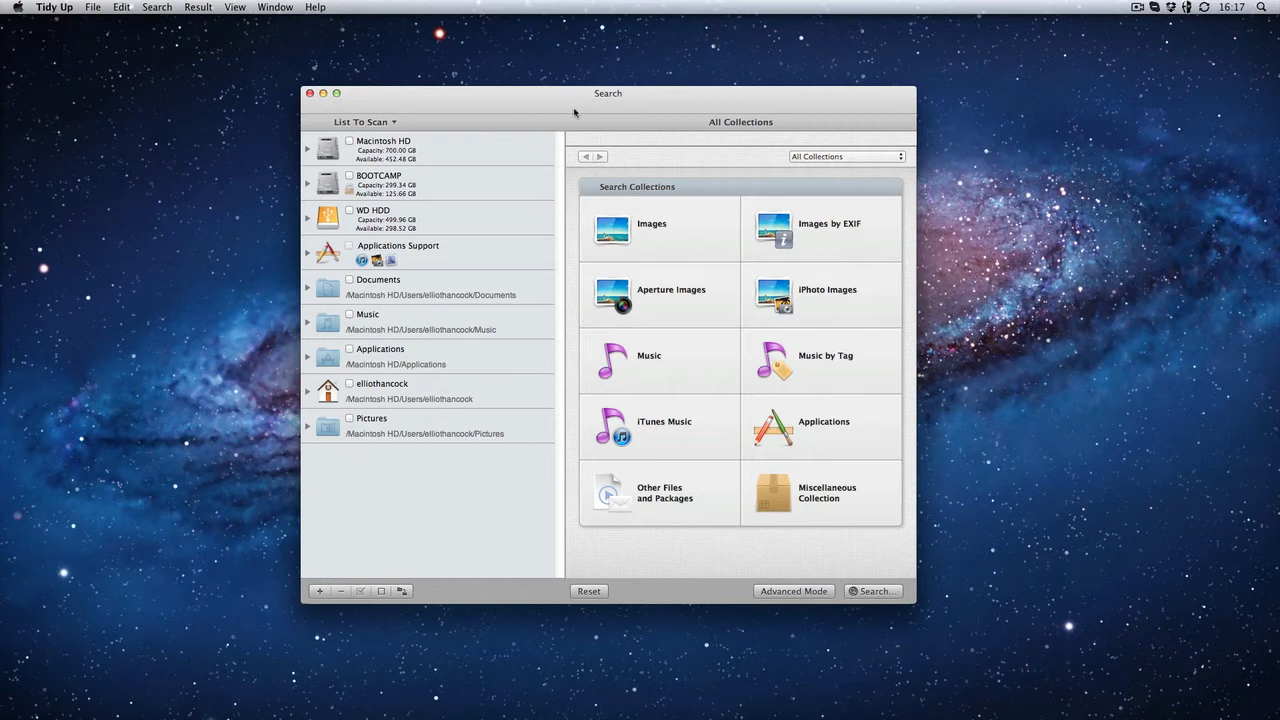 Tidy Up File Edit Search Result View Window Help 16:17
Search
List To Scan
All Collections
Macintosh HD
Capacity: 700.00 GB
Available: 452.48 GB
BOOTCAMP
Capacity: 299.34 GB
Available: 125.66 GB
WD HDD
Capacity: 499.96 GB
Available: 298.52 GB
Applications Support
Documents
/Macintosh HD/Users/elliothancock/Documents
Music
/Macintosh HD/Users/elliothancock/Music
Applications
/Macintosh HD/Applications
elliothancock
/Macintosh HD/Users/elliothancock
Pictures
/Macintosh HD/Users/elliothancock/Pictures
All Collections
Search Collections
Images
Images by EXIF
Aperture Images
iPhoto Images
Music
Music by Tag
iTunes Music
Applications
Other Files
and Packages
Miscellaneous
Collection
Reset
Advanced Mode
Search...